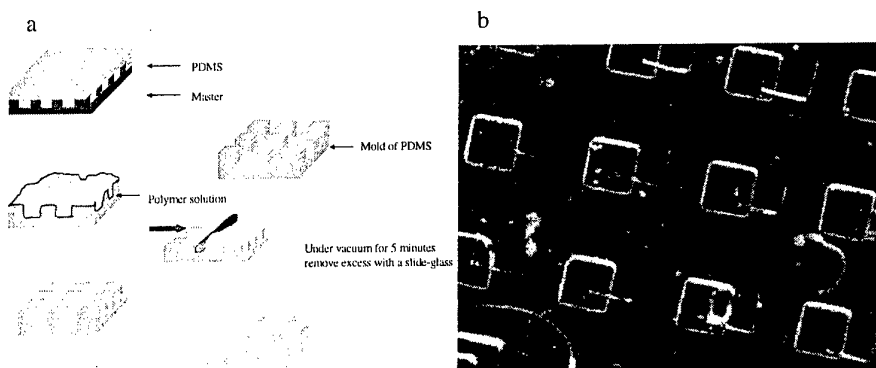 a
b
PDMS
Master
Mold of PDMS
Polymer solution
Under vacuum for 5 minutes
remove excess with a slide-glass